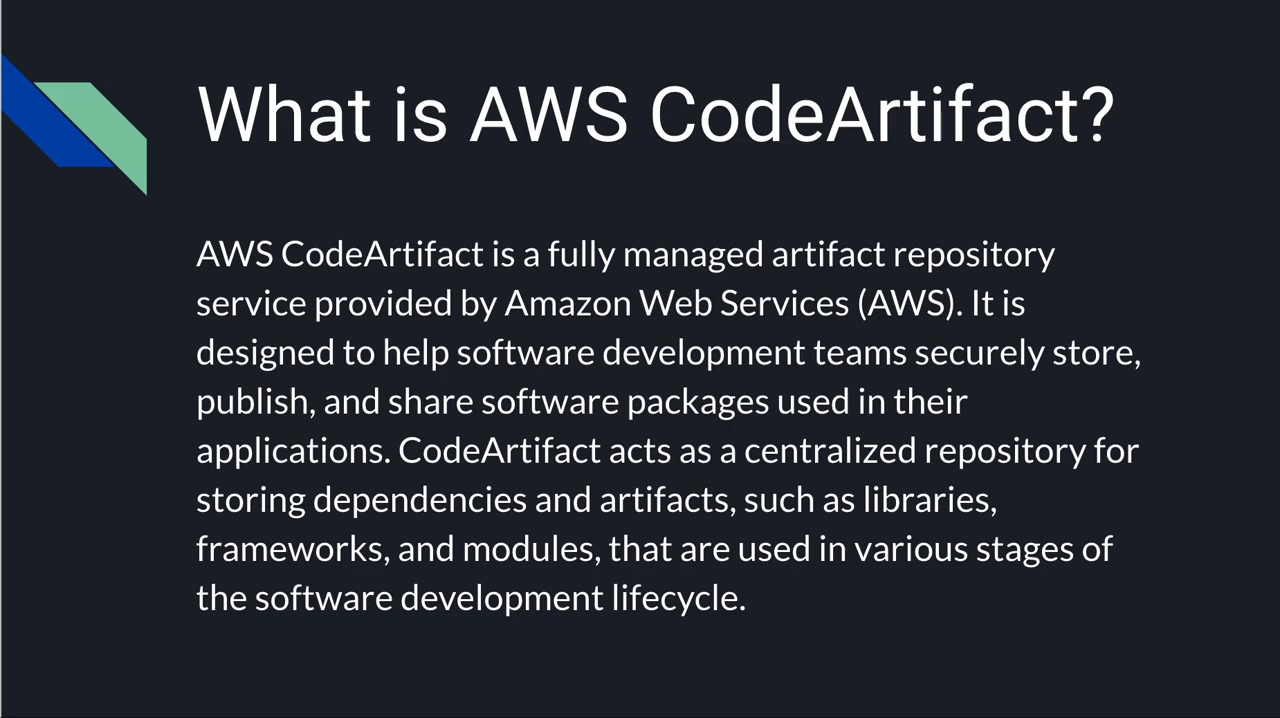 What is AWS CodeArtifact?
AWS CodeArtifact is a fully managed artifact repository
service provided by Amazon Web Services (AWS). It is
designed to help software development teams securely store,
publish, and share software packages used in their
applications. CodeArtifact acts as a centralized repository for
storing dependencies and artifacts, such as libraries,
frameworks, and modules, that are used in various stages of
the software development lifecycle.